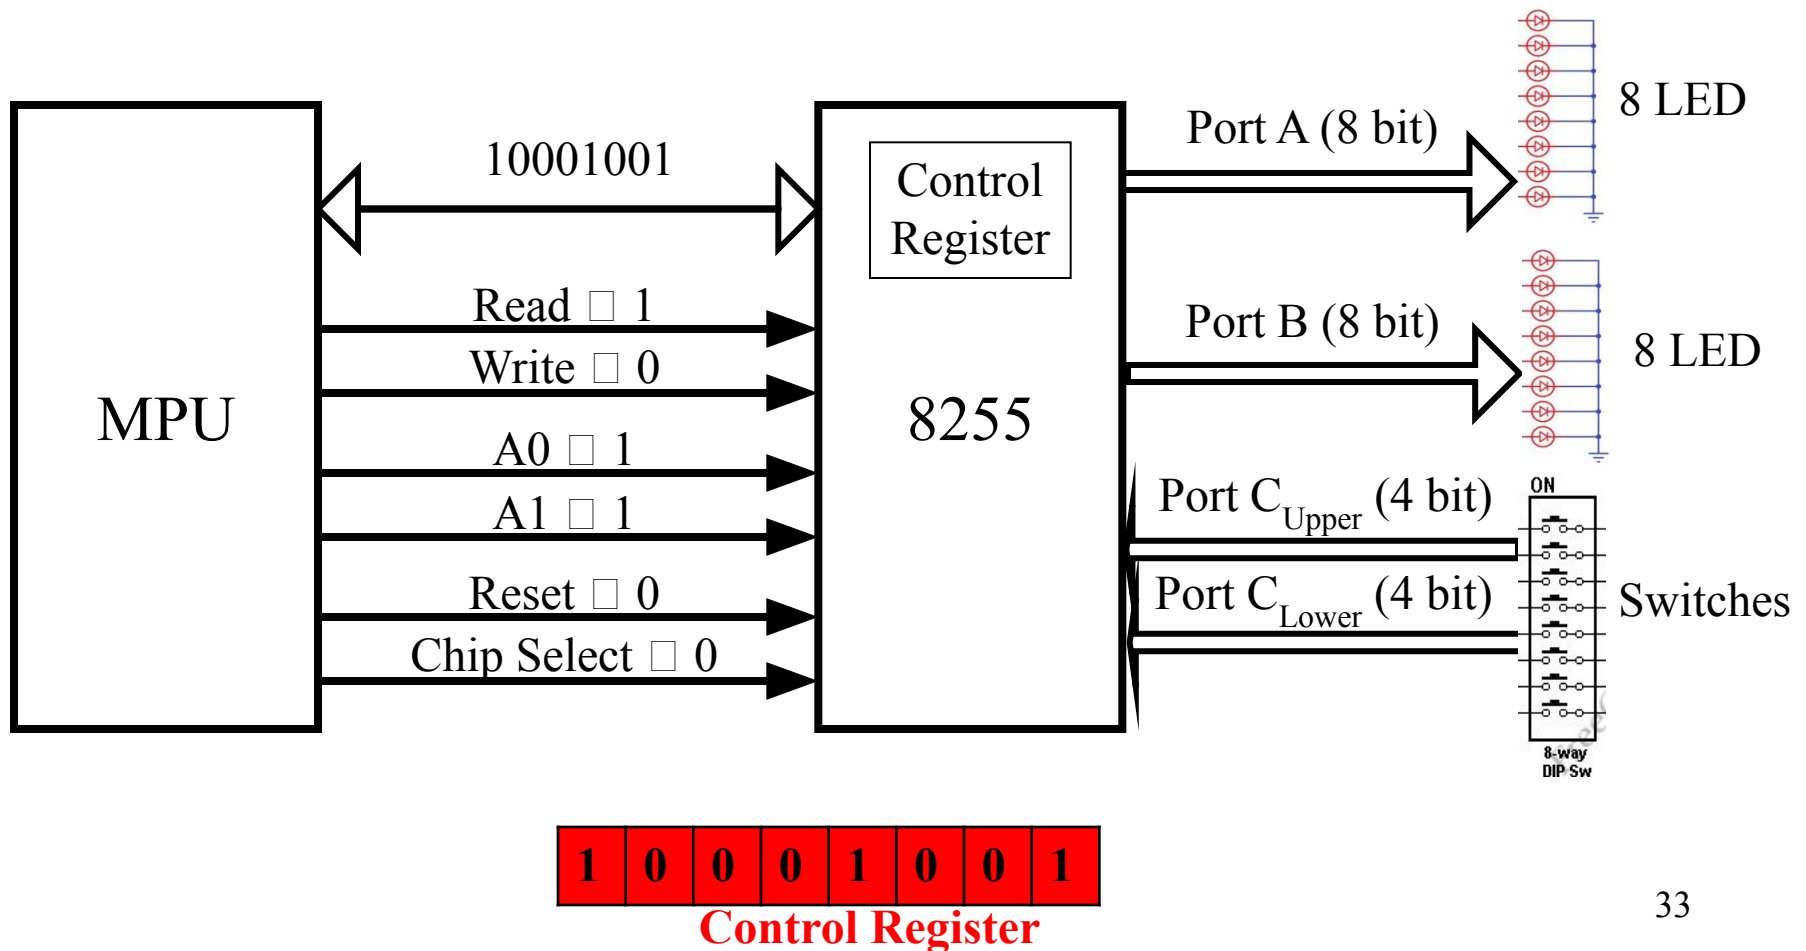 MPU
10001001
Read □ 1
Write □ 0
A0 □ 1
A1 □ 1
Reset □ 0
Chip Select □ 0
Control
Register
8255
Port A (8 bit)
8 LED
Port B (8 bit)
8 LED
Port C Upper (4 bit)
Port C Lower (4 bit)
ON
Switches
8-way
DIP Sw
1 0 0 0 1 0 0 1
Control Register
33